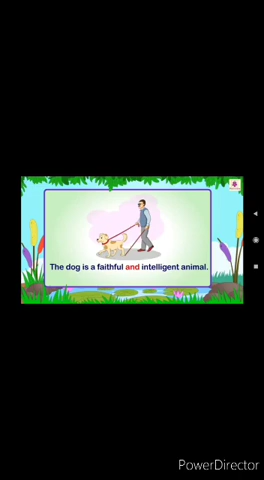 The dog is a faithful and intelligent animal.
PowerDirector